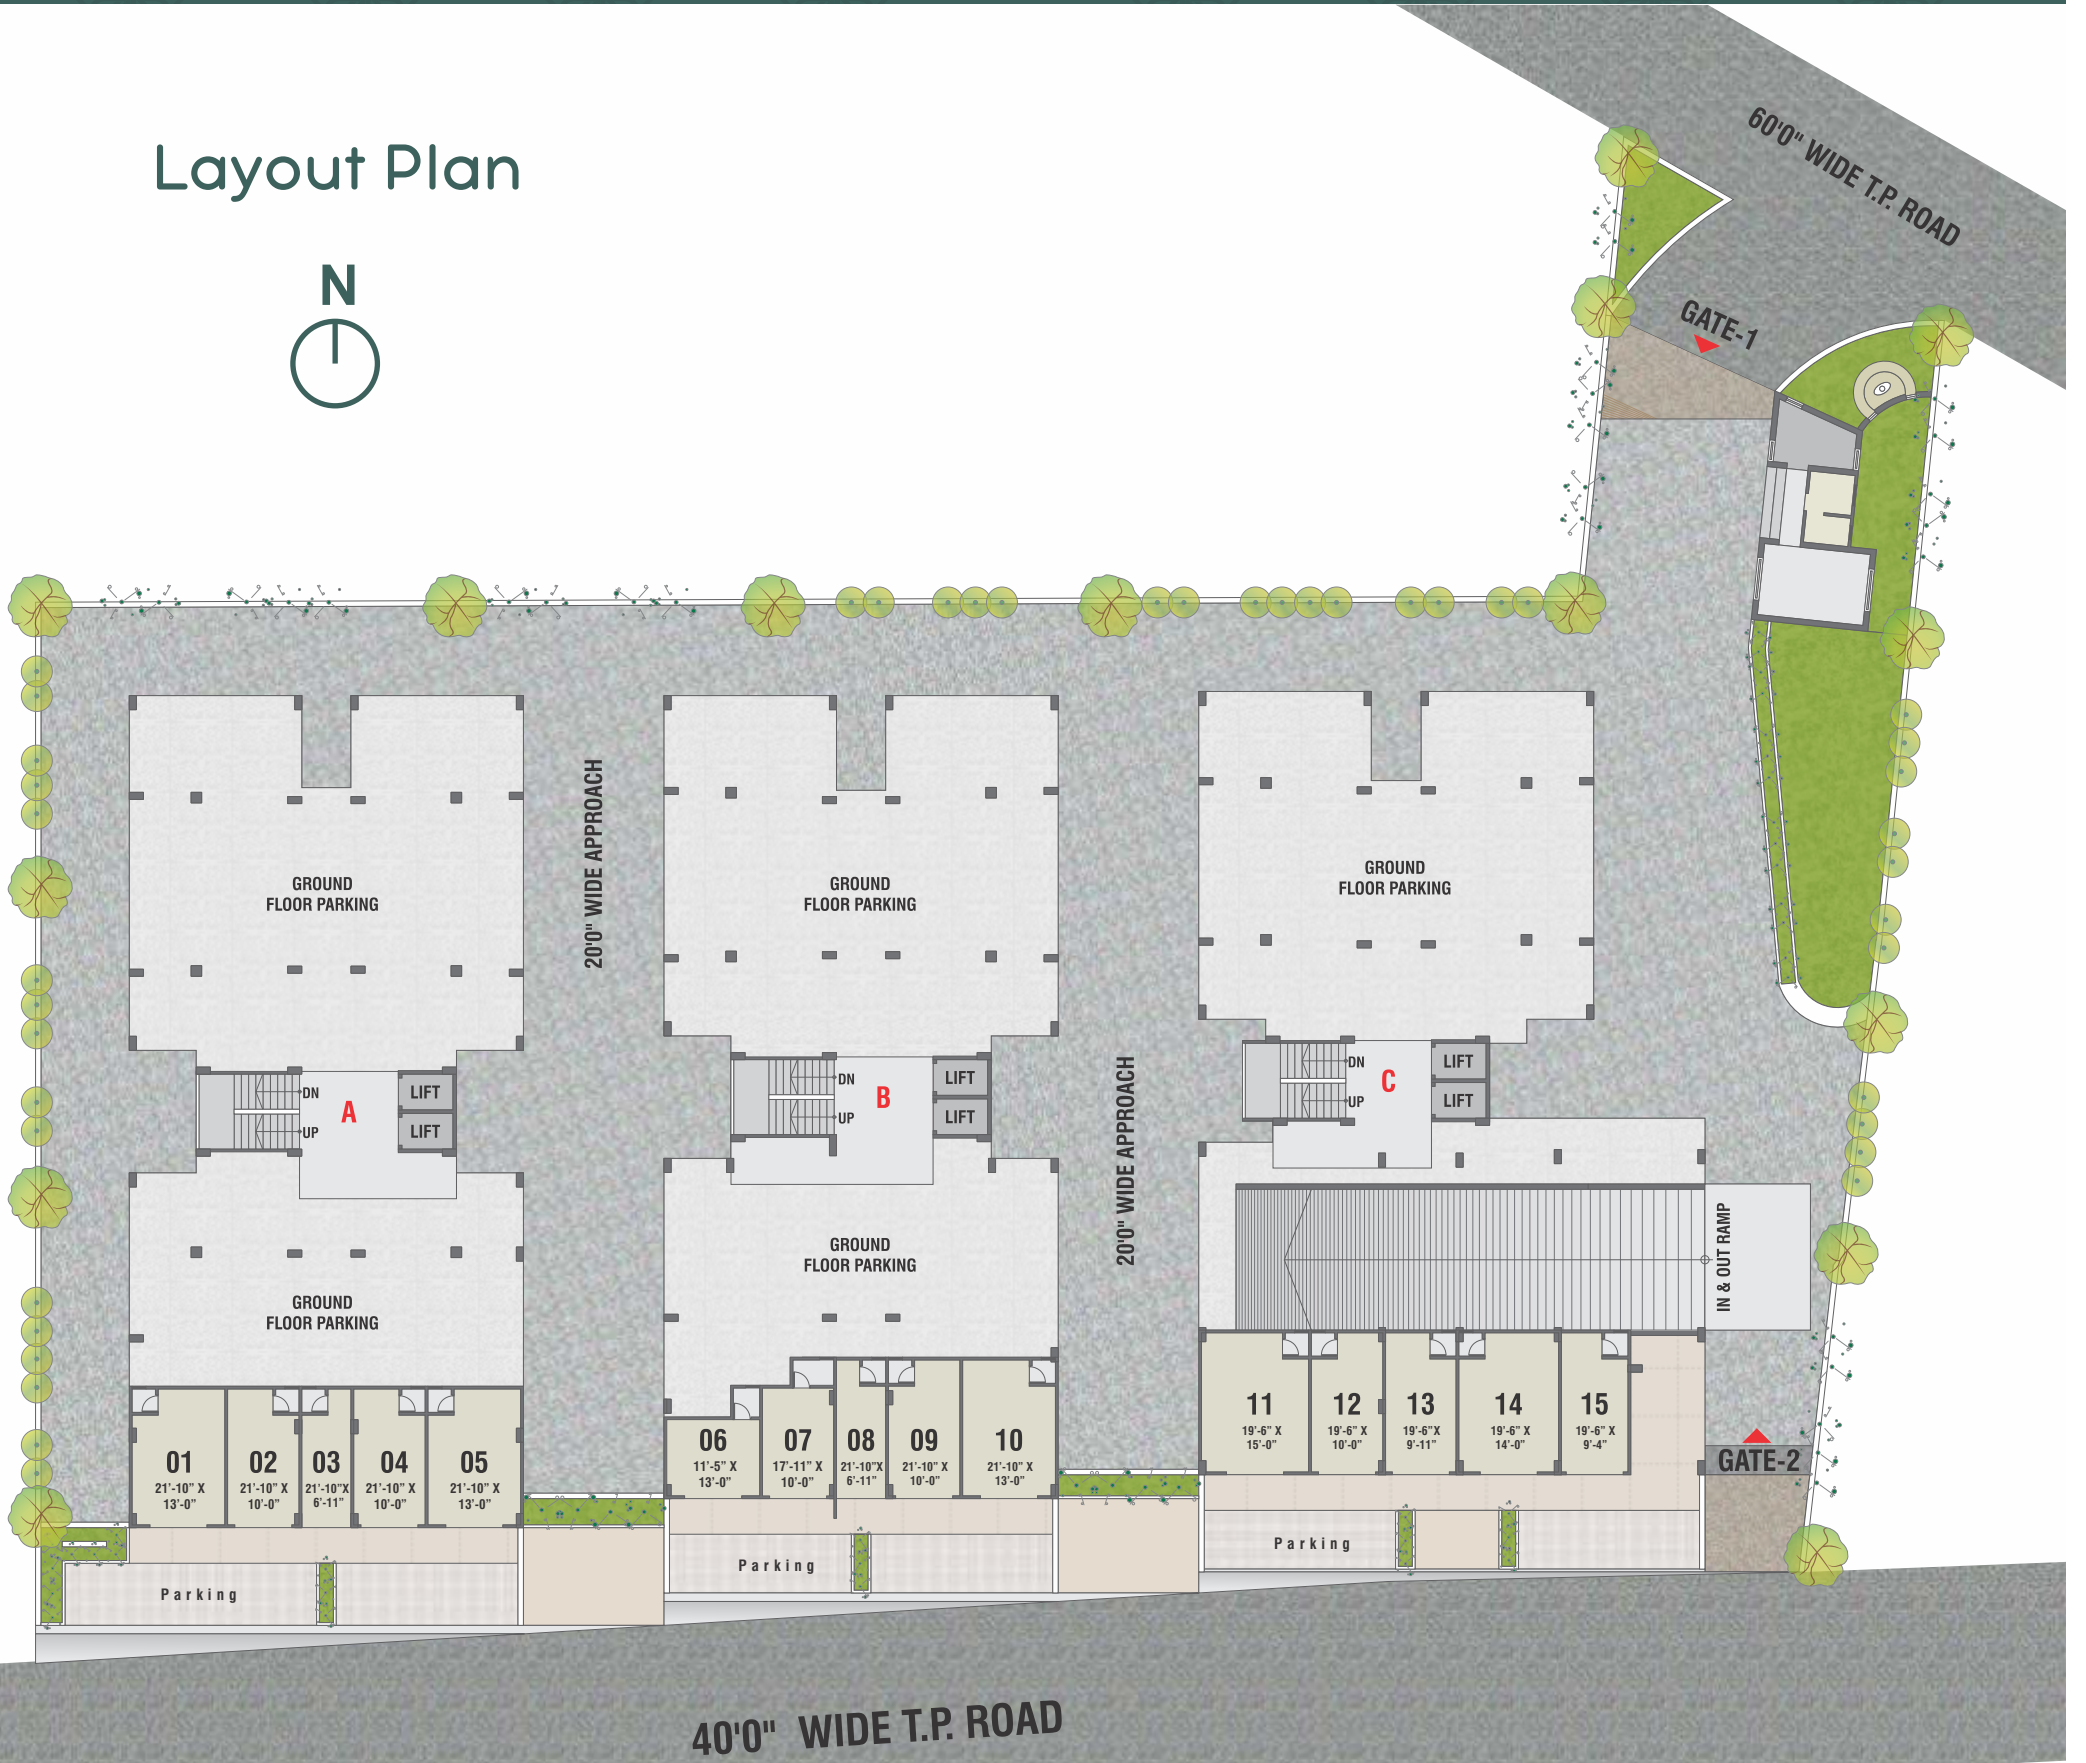 Layout Plan
N
60'0" WIDE T.P. ROAD
GATE-1
20'0" WIDE APPROACH
GROUND
FLOOR PARKING
GROUND
FLOOR PARKING
GROUND
FLOOR PARKING
DN
UP
A
LIFT
LIFT
DN
UP
B
LIFT
LIFT
DN
UP
C
LIFT
LIFT
20'0" WIDE APPROACH
GROUND
FLOOR PARKING
GROUND
FLOOR PARKING
IN & OUT RAMP
01
21'-10" X
13'-0"
02
21'-10" X
10'-0"
03
21'-10"X
6'-11"
04
21'-10" X
10'-0"
05
21'-10" X
13'-0"
06
11'-5" X
13'-0"
07
17'-11" X
10'-0"
08
21'-10"X
6'-11"
09
21'-10" X
10'-0"
10
21'-10" X
13'-0"
11
19'-6" X
15'-0"
12
19'-6" X
10'-0"
13
19'-6"X
9'-11"
14
19'-6" X
14'-0"
15
19'-6" X
9'-4"
GATE-2
Parking
Parking
Parking
40'0" WIDE T.P. ROAD